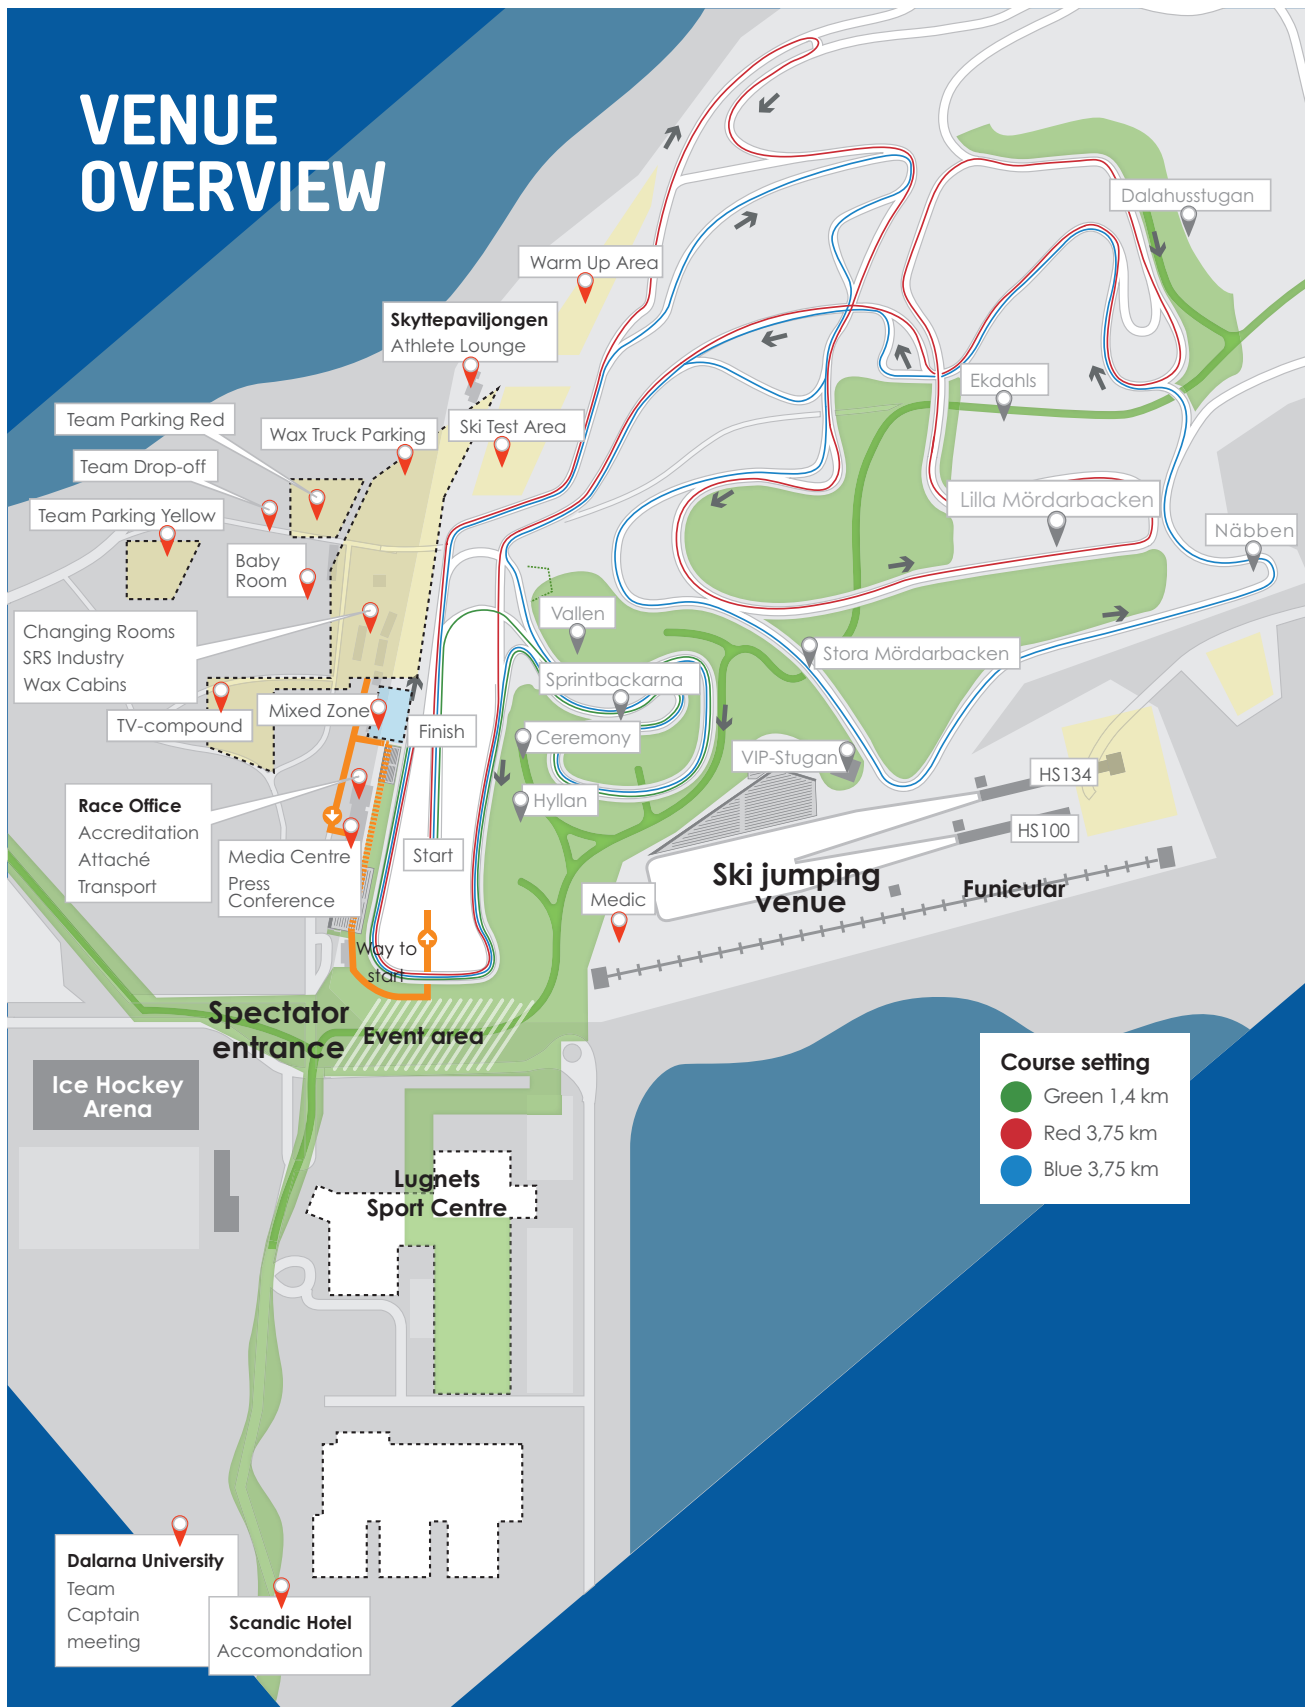 VENUE
OVERVIEW
Dalahusstugan
Warm Up Area
Skyttepaviljongen
Athlete Lounge
Ekdahls
Team Parking Red
Wax Truck Parking
Ski Test Area
Team Drop-off
Lilla Mördarbacken
Team Parking Yellow
Näbben
Baby
Room
Vallen
Changing Rooms
SRS Industry
Wax Cabins
Stora Mördarbacken
Sprintbackarna
Mixed Zone
TV-compound
Finish
Ceremony
VIP-Stugan
HS134
Hyllan
HS100
Race Office
Accreditation
Attaché
Transport
Media Centre
Press
Conference
Start
Ski jumping
venue
Funicular
Medic
Way to
start
Spectator
entrance
Event area
Ice Hockey
Arena
Course setting
Green 1,4 km
Red 3,75 km
Blue 3,75 km
Lugnets
Sport Centre
Dalarna University
Team
Captain
meeting
Scandic Hotel
Accomondation